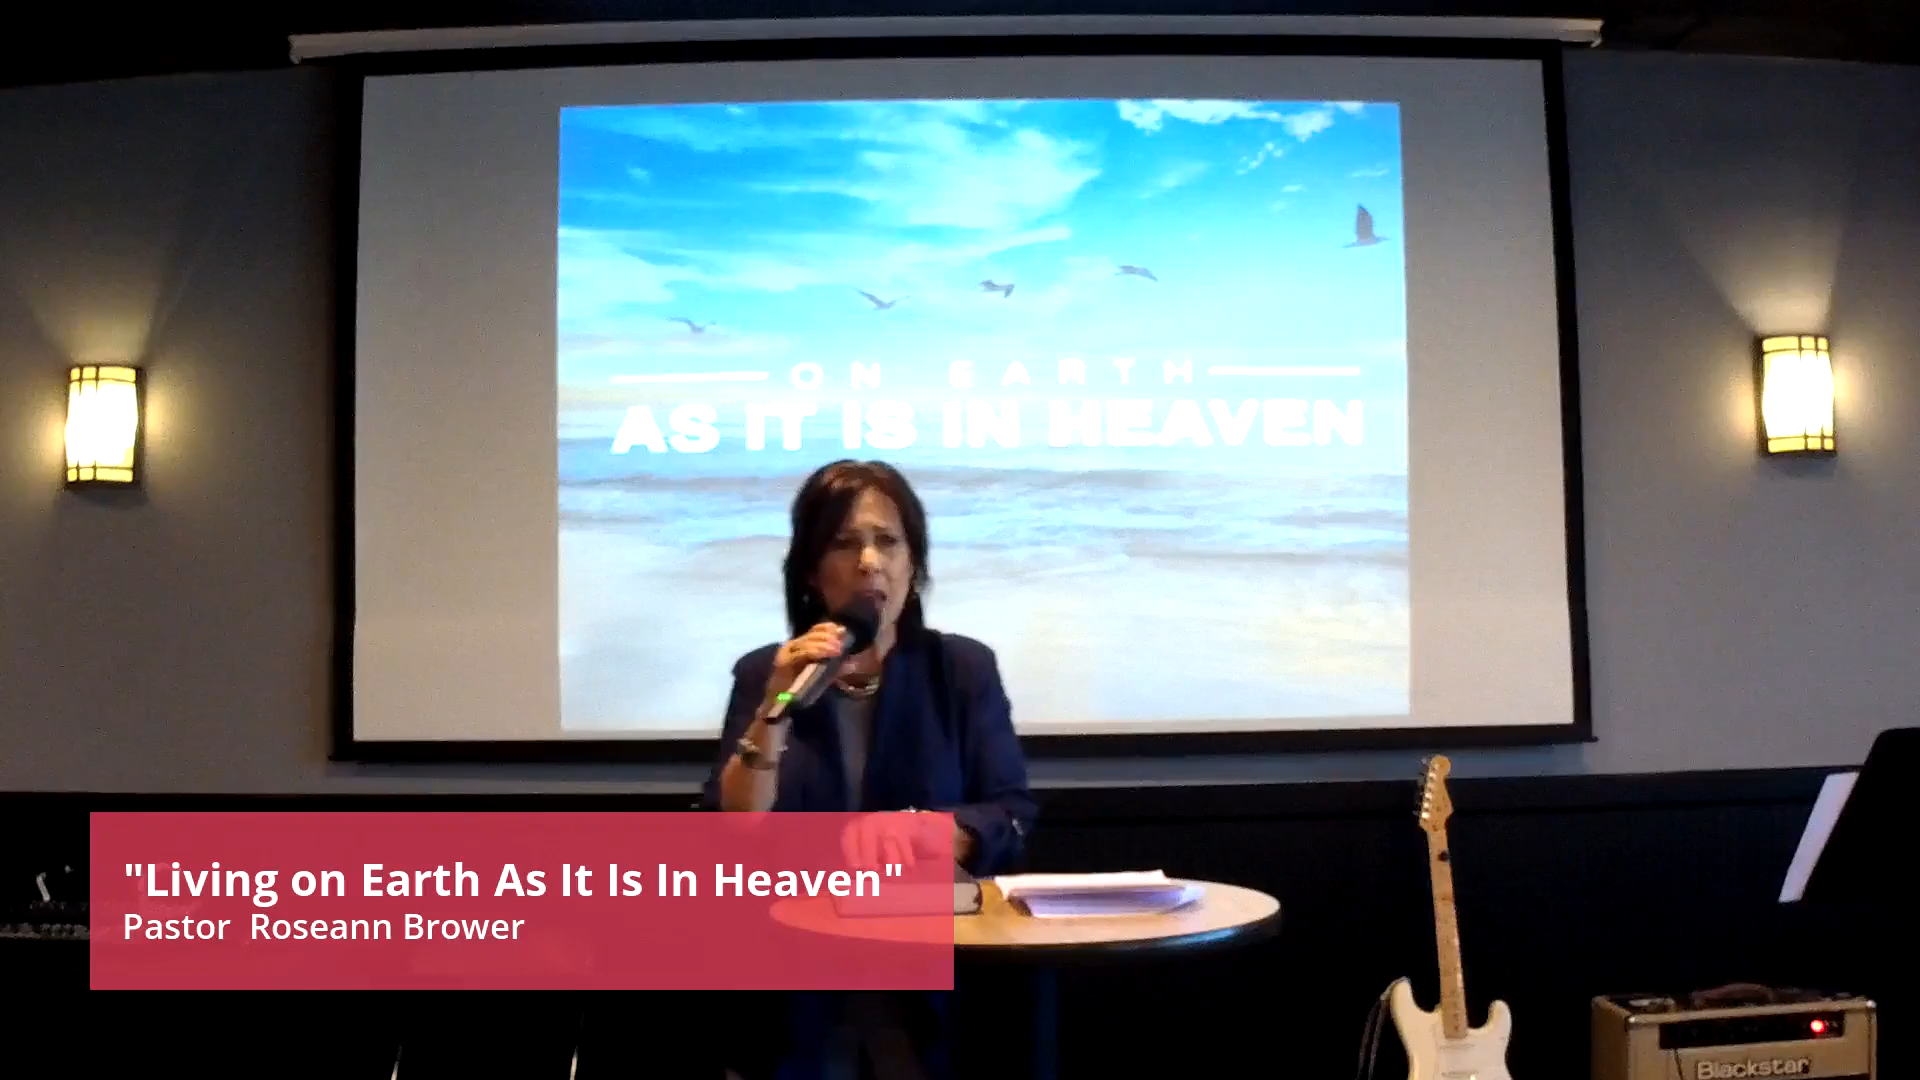 ON EARTH
AS IT IS IN HEAVEN
"Living on Earth As It Is In Heaven"
Pastor  Roseann Brower
Blackstar